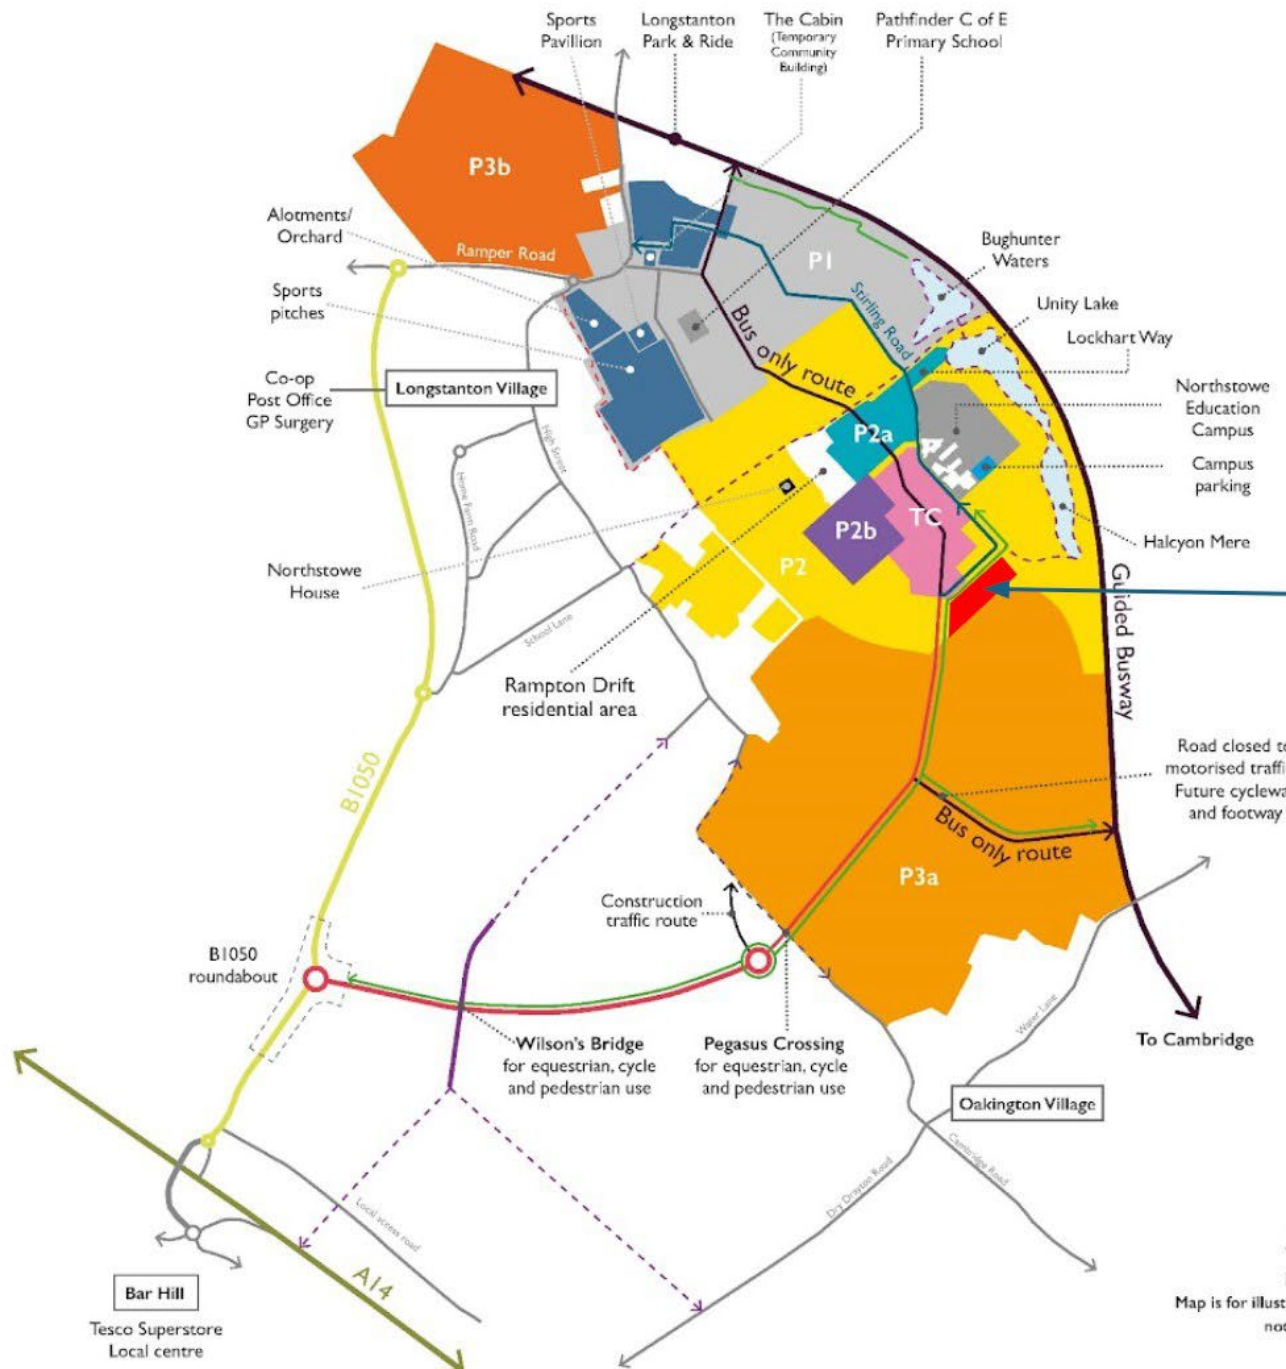 Sports
Pavillion
Longstanton
Park & Ride
The Cabin
(Temporary
Community
Building)
Pathfinder C of E
Primary School
P3b
Alotments/
Orchard
Ramper Road
P1
Bughunter
Waters
Sports
pitches
Unity Lake
Stirling Road
Bus only route
Lockhart Way
Co-op
Post Office
GP Surgery
Longstanton Village
Northstowe
Education
Campus
High Street
P2a
Campus
parking
Home Farm Road
TC
P2b
Halcyon Mere
Northstowe
House
P2
Guided Busway
School Lane
Rampton Drift
residential area
B1050
Road closed to
motorised traffi
Future cyclewa
and footway
Bus only route
P3a
Construction
traffic route
B1050
roundabout
Wilson's Bridge
for equestrian, cycle
and pedestrian use
Pegasus Crossing
for equestrian, cycle
and pedestrian use
Water Lane
To Cambridge
Oakington Village
Cambridge Road
Dry Drayton Road
Local access road
A14
Bar Hill
Tesco Superstore
Local centre
Map is for illust
not